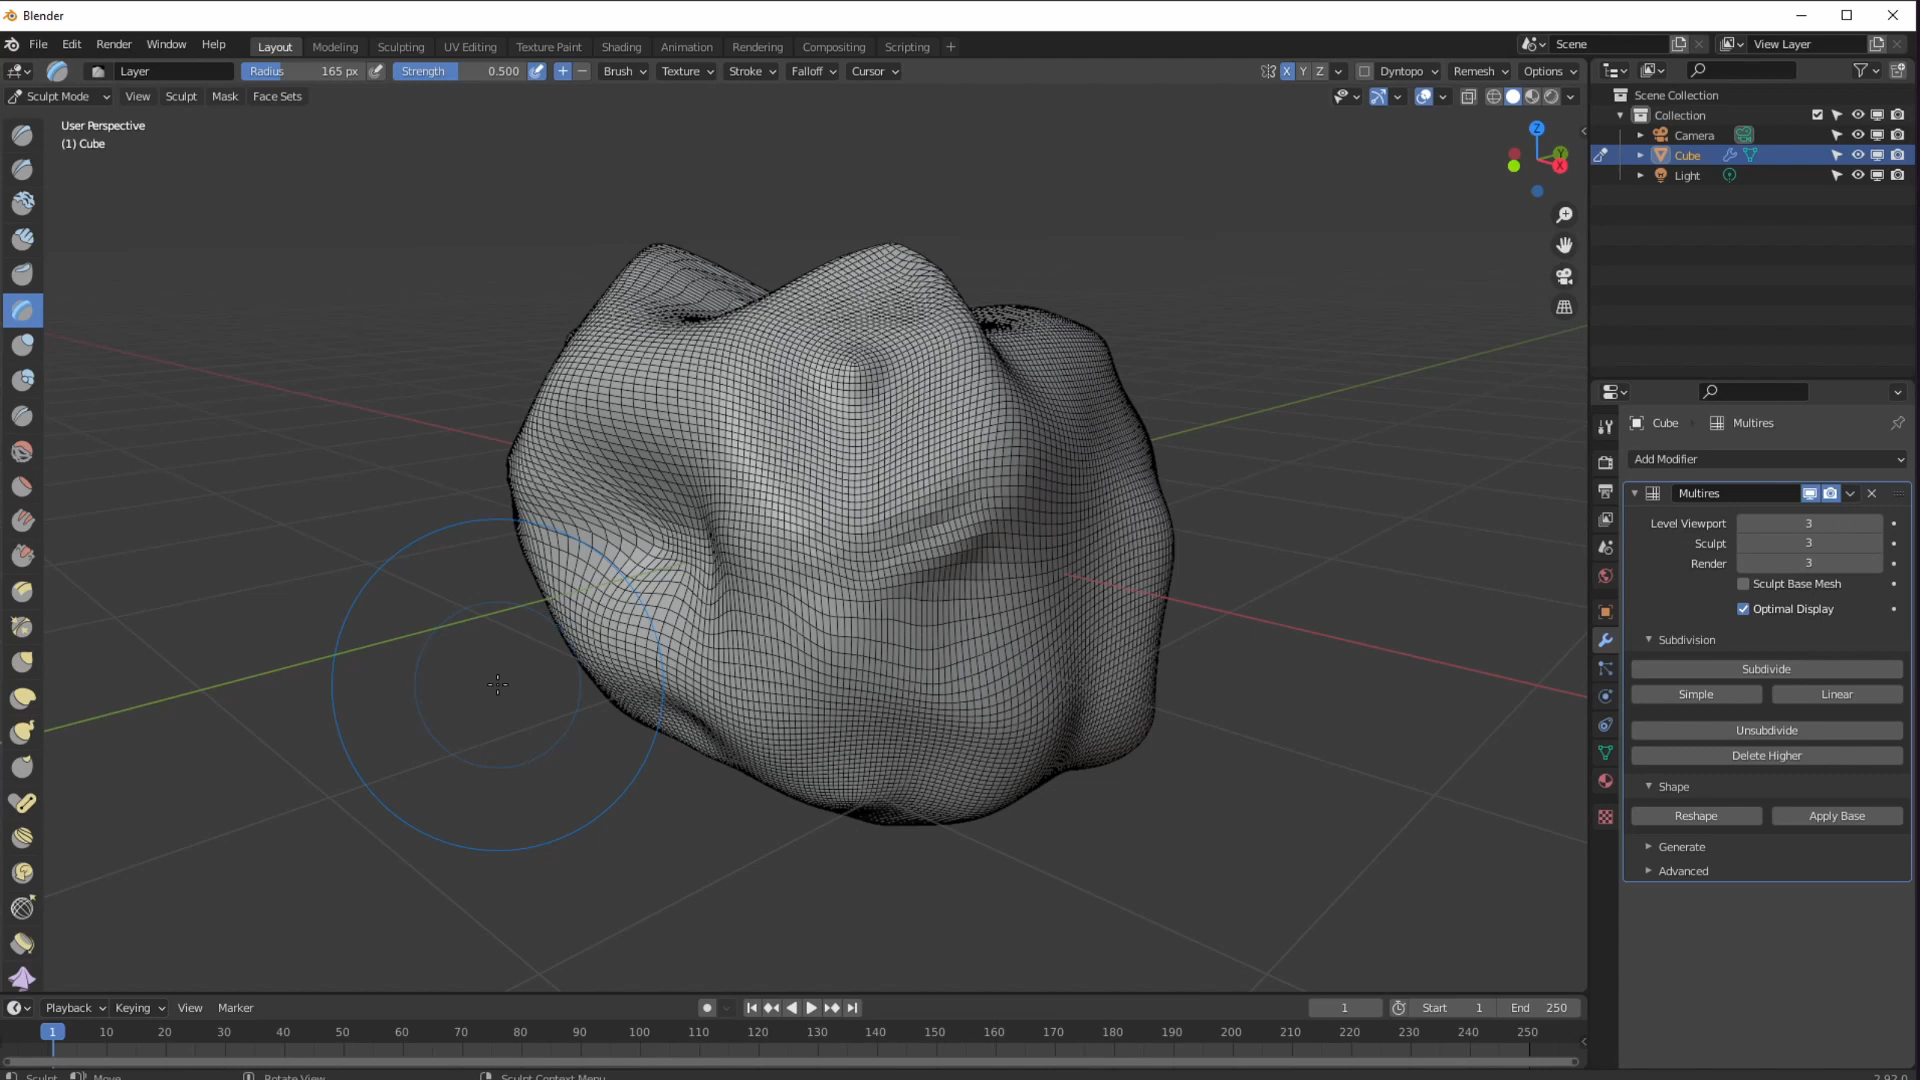 Blender
File Edit Render Window Help Layout Modeling Sculpting UV Editing Texture Paint Shading Animation Rendering Compositing Scripting + Scene View Layer
Layer Radius 165 px Strength 0.500 + − Brush Texture Stroke Falloff Cursor X Y Z Dyntopo Remesh Options
Sculpt Mode View Sculpt Mask Face Sets
User Perspective
(1) Cube
Z
Y
X
Scene Collection
Collection
Camera
Cube
Light
Cube Multires
Add Modifier
Multires
Level Viewport 3
Sculpt 3
Render 3
Sculpt Base Mesh
Optimal Display
Subdivision
Subdivide
Simple Linear
Unsubdivide
Delete Higher
Shape
Reshape Apply Base
Generate
Advanced
Playback Keying View Marker 1 Start 1 End 250
1 10 20 30 40 50 60 70 80 90 100 110 120 130 140 150 160 170 180 190 200 210 220 230 240 250
Sculpt Move Rotate View Sculpt Context Menu 2.92.0